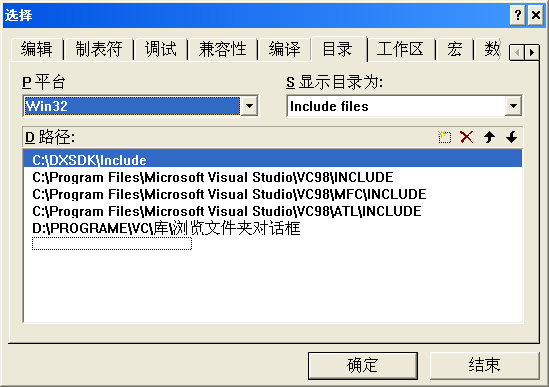 选择
编辑 制表符 调试 兼容性 编译 目录 工作区 宏 数
P 平台 S 显示目录为:
Win32 Include files
D 路径:
C:\DXSDK\Include
C:\Program Files\Microsoft Visual Studio\VC98\INCLUDE
C:\Program Files\Microsoft Visual Studio\VC98\MFC\INCLUDE
C:\Program Files\Microsoft Visual Studio\VC98\ATL\INCLUDE
D:\PROGRAME\VC\库\浏览文件夹对话框
确定 结束